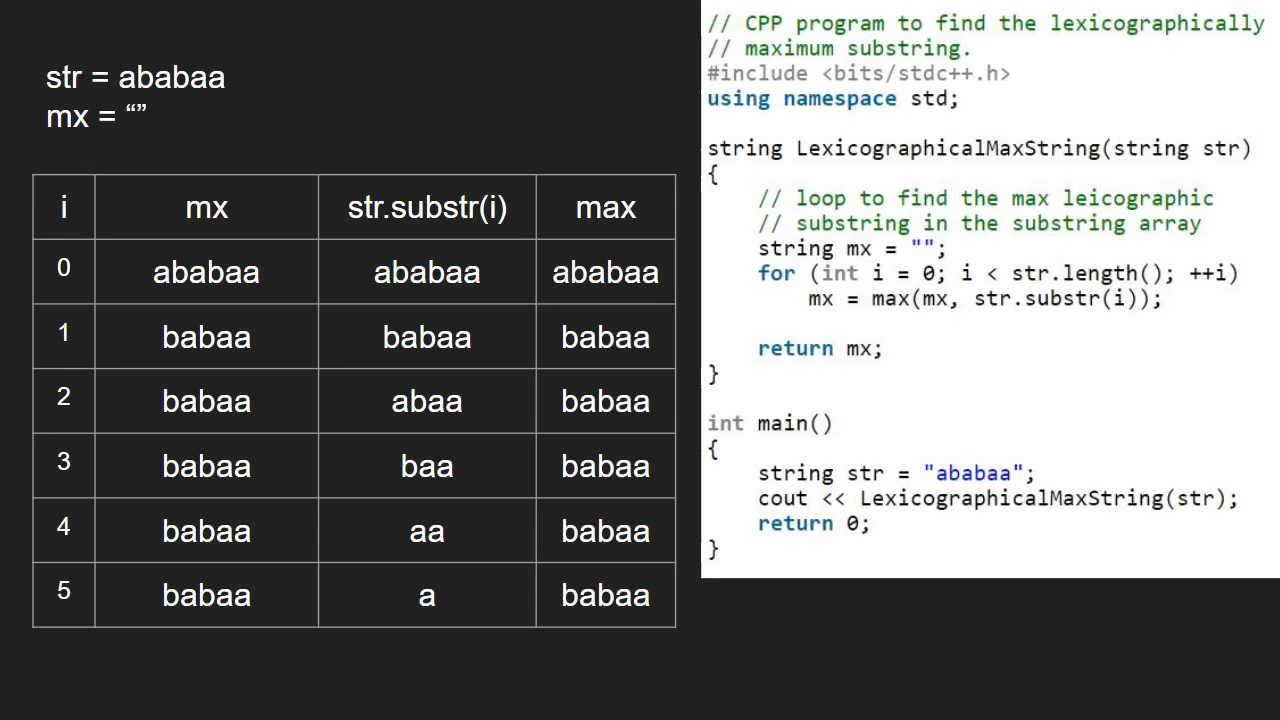 str = ababaa
mx = “”
i mx str.substr(i) max
0 ababaa ababaa ababaa
1 babaa babaa babaa
2 babaa abaa babaa
3 babaa baa babaa
4 babaa aa babaa
5 babaa a babaa
// CPP program to find the lexicographically
// maximum substring.
#include <bits/stdc++.h>
using namespace std;
string LexicographicalMaxString(string str)
{
// loop to find the max leicographic
// substring in the substring array
string mx = "";
for (int i = 0; i < str.length(); ++i)
mx = max(mx, str.substr(i));
return mx;
}
int main()
{
string str = "ababaa";
cout << LexicographicalMaxString(str);
return 0;
}